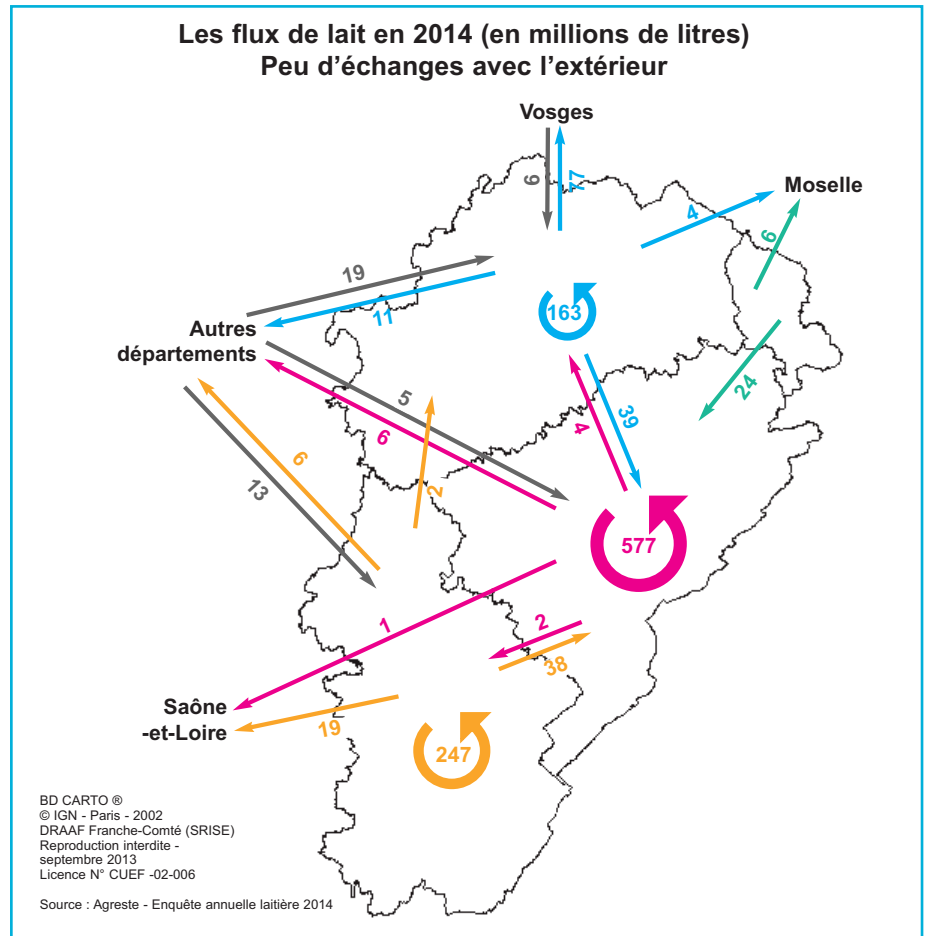 Les flux de lait en 2014 (en millions de litres)
Peu d'échanges avec l'extérieur
Vosges
6
77
Moselle
4
6
19
11
163
Autres
départements
24
5
39
4
6
6
2
13
577
1
2
38
Saône
-et-Loire
19
247
BD CARTO ®
© IGN - Paris - 2002
DRAAF Franche-Comté (SRISE)
Reproduction interdite -
septembre 2013
Licence N° CUEF -02-006
Source : Agreste - Enquête annuelle laitière 2014